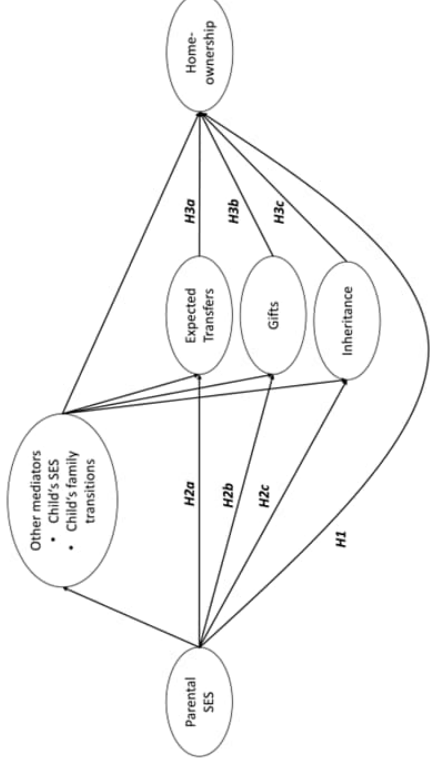 Other mediators
• Child's SES
• Child's family
transitions
Parental
SES
H2a
H2b
H2c
H1
Expected
Transfers
Gifts
Inheritance
H3a
H3b
H3c
Home-
ownership